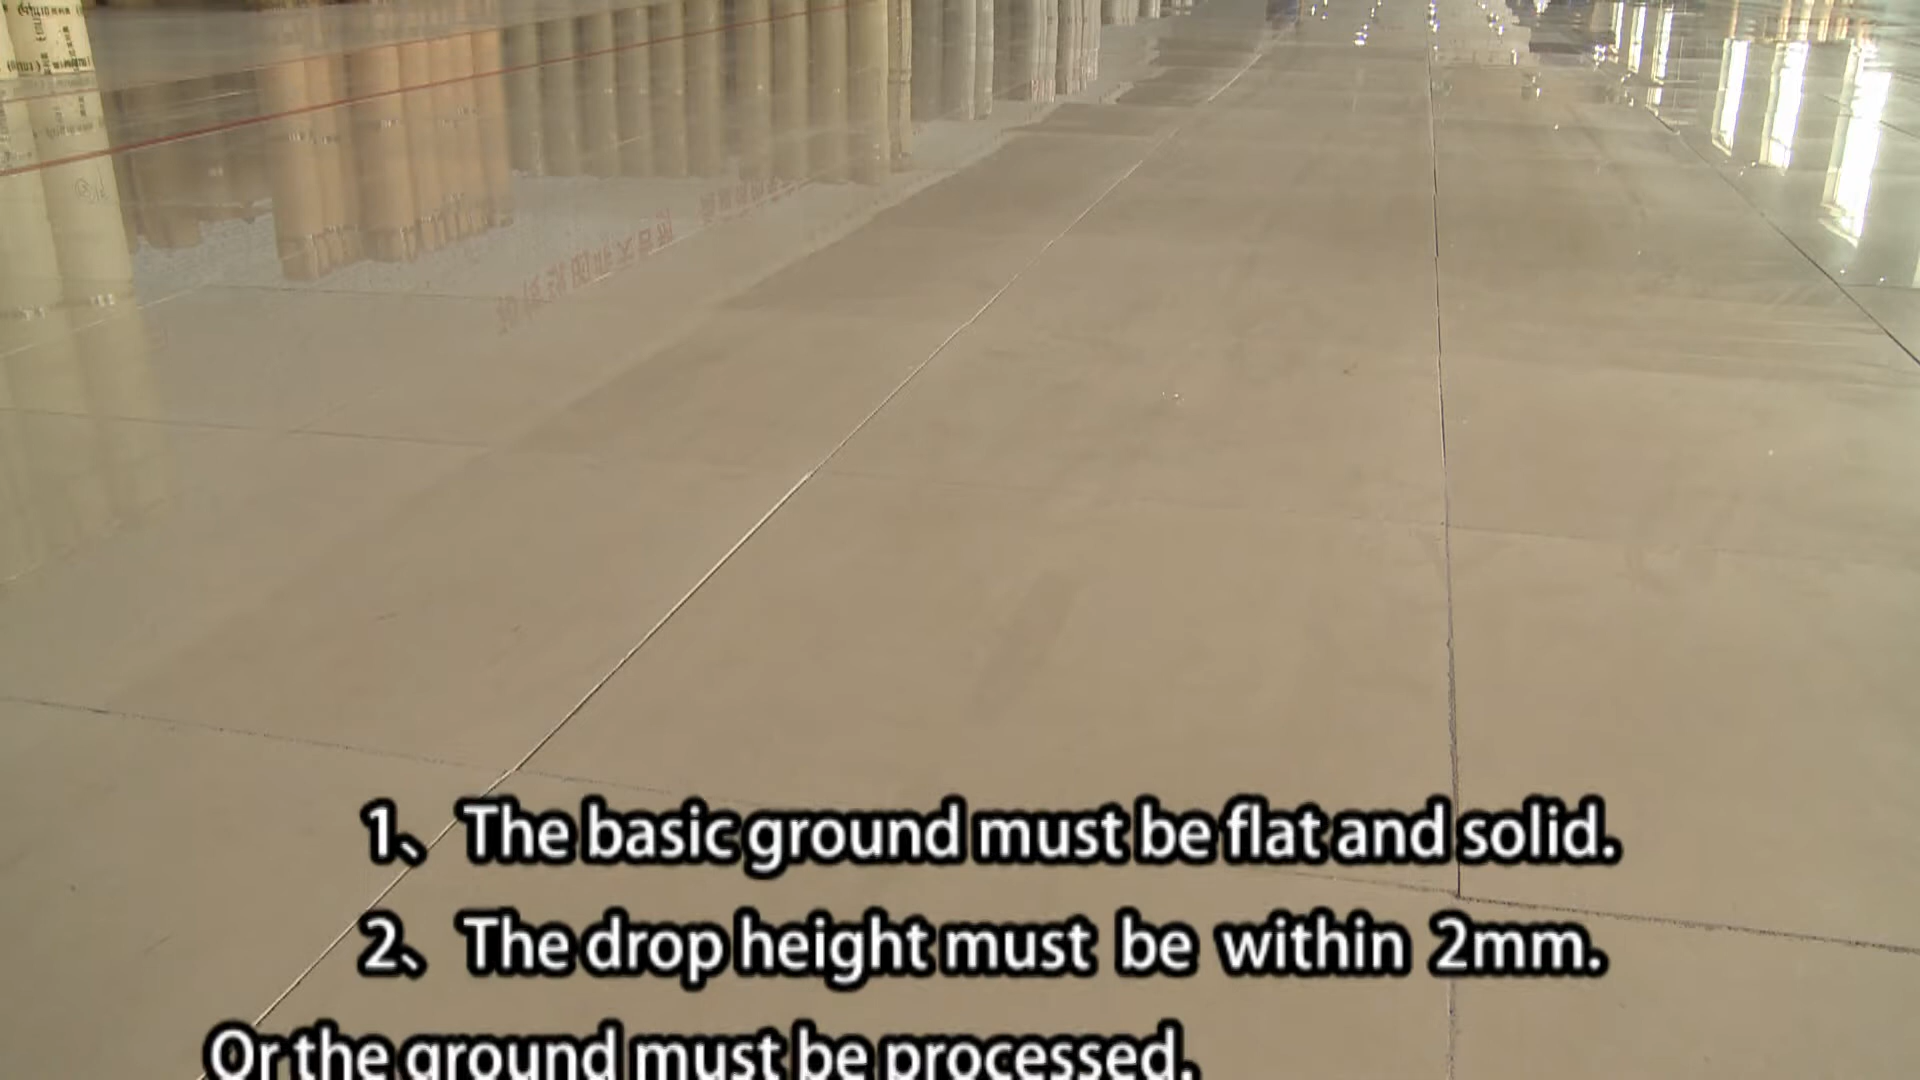 1、 The basic ground must be flat and solid.
2、 The drop height must be within 2mm.
Or the ground must be processed.